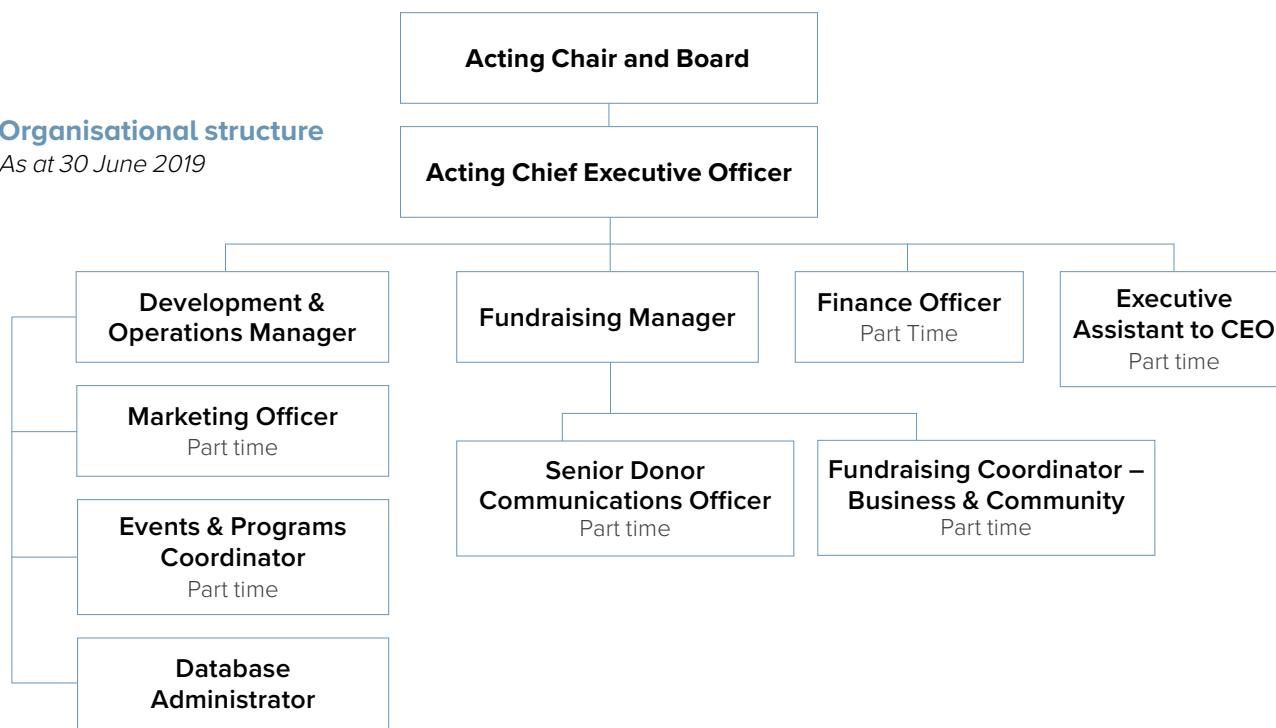 Acting Chair and Board
Organisational structure
As at 30 June 2019
Acting Chief Executive Officer
Development &
Operations Manager
Fundraising Manager
Finance Officer
Part Time
Executive
Assistant to CEO
Part time
Marketing Officer
Part time
Senior Donor
Communications Officer
Part time
Fundraising Coordinator –
Business & Community
Part time
Events & Programs
Coordinator
Part time
Database
Administrator